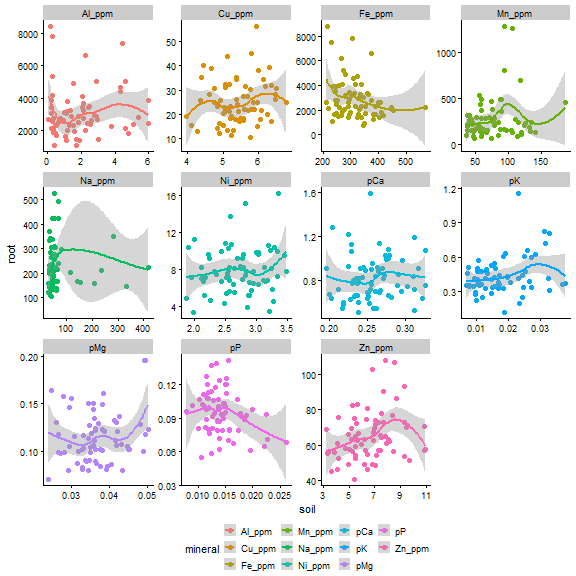 Al_ppm Cu_ppm Fe_ppm Mn_ppm
8000
6000
4000
2000
0 2 4 6
50
40
30
20
10
4 5 6
8000
6000
4000
2000
0
200 300 400 500
1000
500
0
50 100 150
Na_ppm Ni_ppm pCa pK
500
400
300
200
100
100 200 300 400
16
12
8
4
2.0 2.5 3.0 3.5
1.6
1.2
0.8
0.20 0.25 0.30
1.2
0.9
0.6
0.3
0.01 0.02 0.03
root
pMg pP Zn_ppm
0.20
0.15
0.10
0.03 0.04 0.05
0.12
0.09
0.06
0.03
0.010 0.015 0.020 0.025
100
80
60
40
3 5 7 9 11
soil
mineral
Al_ppm Mn_ppm pCa pP
Cu_ppm Na_ppm pK Zn_ppm
Fe_ppm Ni_ppm pMg